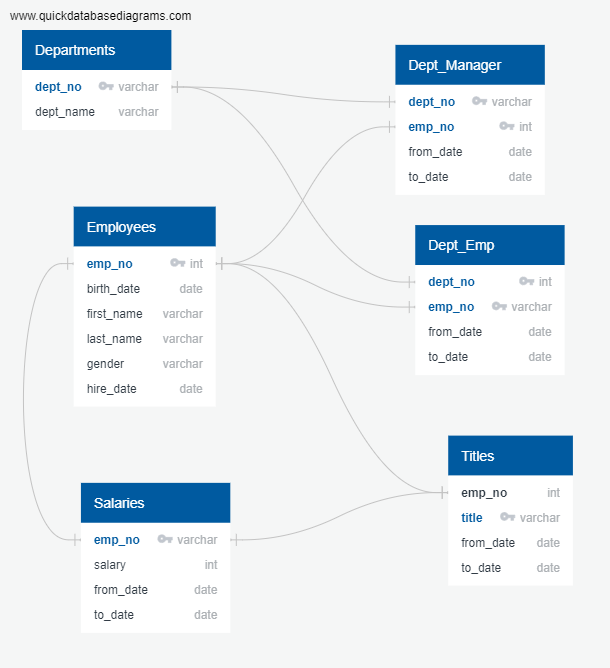 www.quickdatabasediagrams.com
Departments
dept_no varchar
dept_name varchar
Dept_Manager
dept_no varchar
emp_no int
from_date date
to_date date
Employees
emp_no int
birth_date date
first_name varchar
last_name varchar
gender varchar
hire_date date
Dept_Emp
dept_no int
emp_no varchar
from_date date
to_date date
Salaries
emp_no varchar
salary int
from_date date
to_date date
Titles
emp_no int
title varchar
from_date date
to_date date